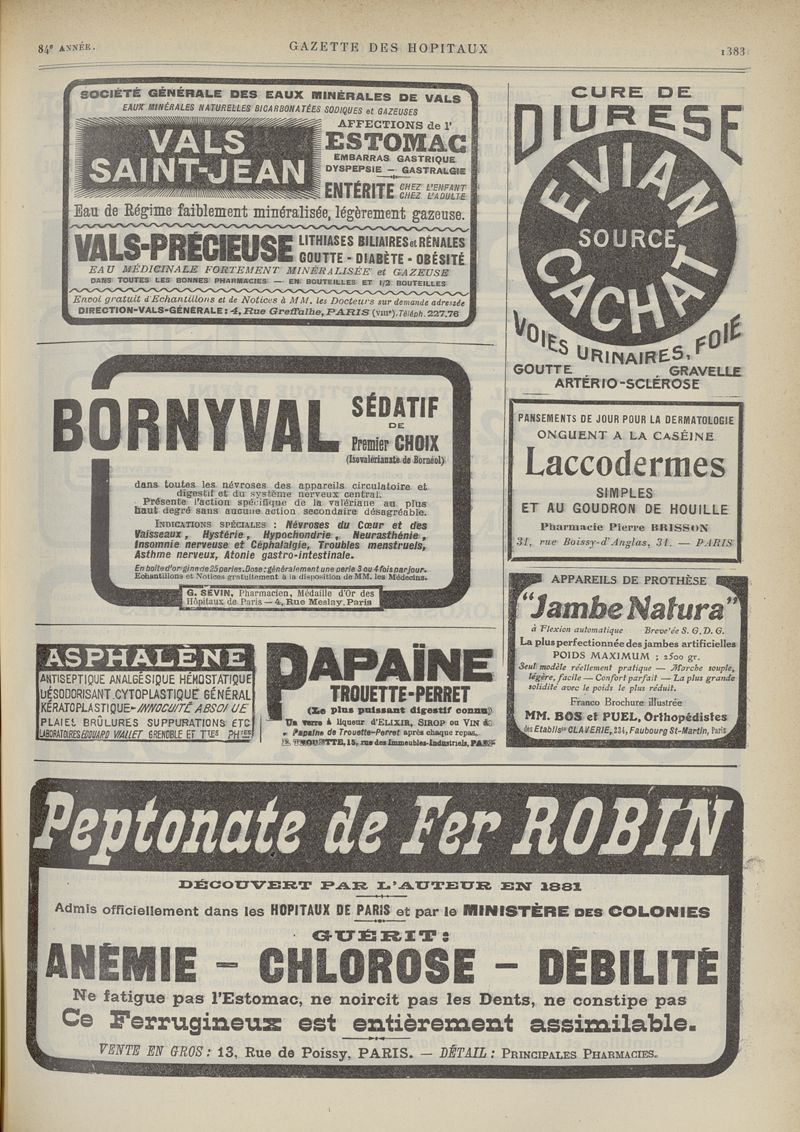 84e ANNÉE.
GAZETTE DES HOPITAUX
1383
SOCIÉTÉ GÉNÉRALE DES EAUX MINÉRALES DE VALS
EAUX MINÉRALES NATURELLES BICARBONATÉES SODIQUES et GAZEUSES
VALS
SAINT-JEAN
AFFECTIONS de l'
ESTOMAC
EMBARRAS GASTRIQUE
DYSPEPSIE — GASTRALGIE
ENTÉRITE CHEZ L'ENFANT
CHEZ L'ADULTE
Eau de Régime faiblement minéralisée, légèrement gazeuse.
VALS-PRÉCIEUSE
LITHIASES BILIAIRES et RÉNALES
GOUTTE - DIABÈTE - OBÉSITÉ
EAU MÉDICINALE FORTEMENT MINÉRALISÉE et GAZEUSE
DANS TOUTES LES BONNES PHARMACIES — EN BOUTEILLES ET 1/2 BOUTEILLES
Envoi gratuit d'Echantillons et de Notices à MM. les Docteurs sur demande adressée
DIRECTION-VALS-GÉNÉRALE: 4, Rue Greffulhe, PARIS (VIIIe). Téléph. 227.76
BORNYVAL
SÉDATIF
DE
Premier CHOIX
(Isovalérianate de Bornéol)
dans toutes les névroses des appareils circulatoire et
digestif et du système nerveux central.
Présente l'action spécifique de la valériane au plus
haut degré sans aucune action secondaire désagréable.
INDICATIONS SPÉCIALES : Névroses du Cœur et des
Vaisseaux, Hystérie, Hypochondrie, Neurasthénie,
Insomnie nerveuse et Céphalalgie, Troubles menstruels,
Asthme nerveux, Atonie gastro-intestinale.
En boîte d'origine de 25 perles. Dose: généralement une perle 3 ou 4 fois par jour.
Echantillons et Notices gratuitement à la disposition de MM. les Médecins.
G. SEVIN, Pharmacien, Médaille d'Or des
Hôpitaux de Paris — 4, Rue Meslay, Paris
ASPHALÈNE
ANTISEPTIQUE ANALGÉSIQUE HÉMOSTATIQUE
DÉSODORISANT. CYTOPLASTIQUE GÉNÉRAL
KÉRATOPLASTIQUE - INNOCUITÉ ABSOLUE
PLAIES BRÛLURES SUPPURATIONS ETC
LABORATOIRES EDOUARD VIALLET GRENOBLE ET TTES PHIES
PAPAÏNE
TROUETTE-PERRET
(Le plus puissant digestif connu)
Un verre à liqueur d'ÉLIXIR, SIROP ou VIN de
Papaïne de Trouette-Perret après chaque repas.
TROUETTE, 15, rue des Immeubles-Industriels, PARIS
CURE DE
DIURESE
EVIAN
SOURCE
CACHAT
VOIES URINAIRES, FOIE
GOUTTE GRAVELLE
ARTÉRIO-SCLÉROSE
PANSEMENTS DE JOUR POUR LA DERMATOLOGIE
ONGUENT A LA CASÉINE
Laccodermes
SIMPLES
ET AU GOUDRON DE HOUILLE
Pharmacie Pierre BRISSON
31, rue Boissy-d'Anglas, 31. — PARIS
APPAREILS DE PROTHÈSE
"Jambe Natura"
à Flexion automatique Breve'ée S. G. D. G.
La plus perfectionnée des jambes artificielles
POIDS MAXIMUM ; 2500 gr.
Seul modèle réellement pratique — Marche souple,
légère, facile — Confort parfait — La plus grande
solidité avec le poids le plus réduit.
Franco Brochure illustrée
MM. BOS et PUEL, Orthopédistes
des Etablists CLAVERIE, 234, Faubourg St-Martin, Paris
Peptonate de Fer ROBIN
DÉCOUVERT PAR L'AUTEUR EN 1881
Admis officiellement dans les HOPITAUX DE PARIS et par le MINISTÈRE DES COLONIES
GUÉRIT:
ANÉMIE - CHLOROSE - DÉBILITÉ
Ne fatigue pas l'Estomac, ne noircit pas les Dents, ne constipe pas
Ce Ferrugineux est entièrement assimilable.
VENTE EN GROS : 13, Rue de Poissy, PARIS. — DÉTAIL : PRINCIPALES PHARMACIES.